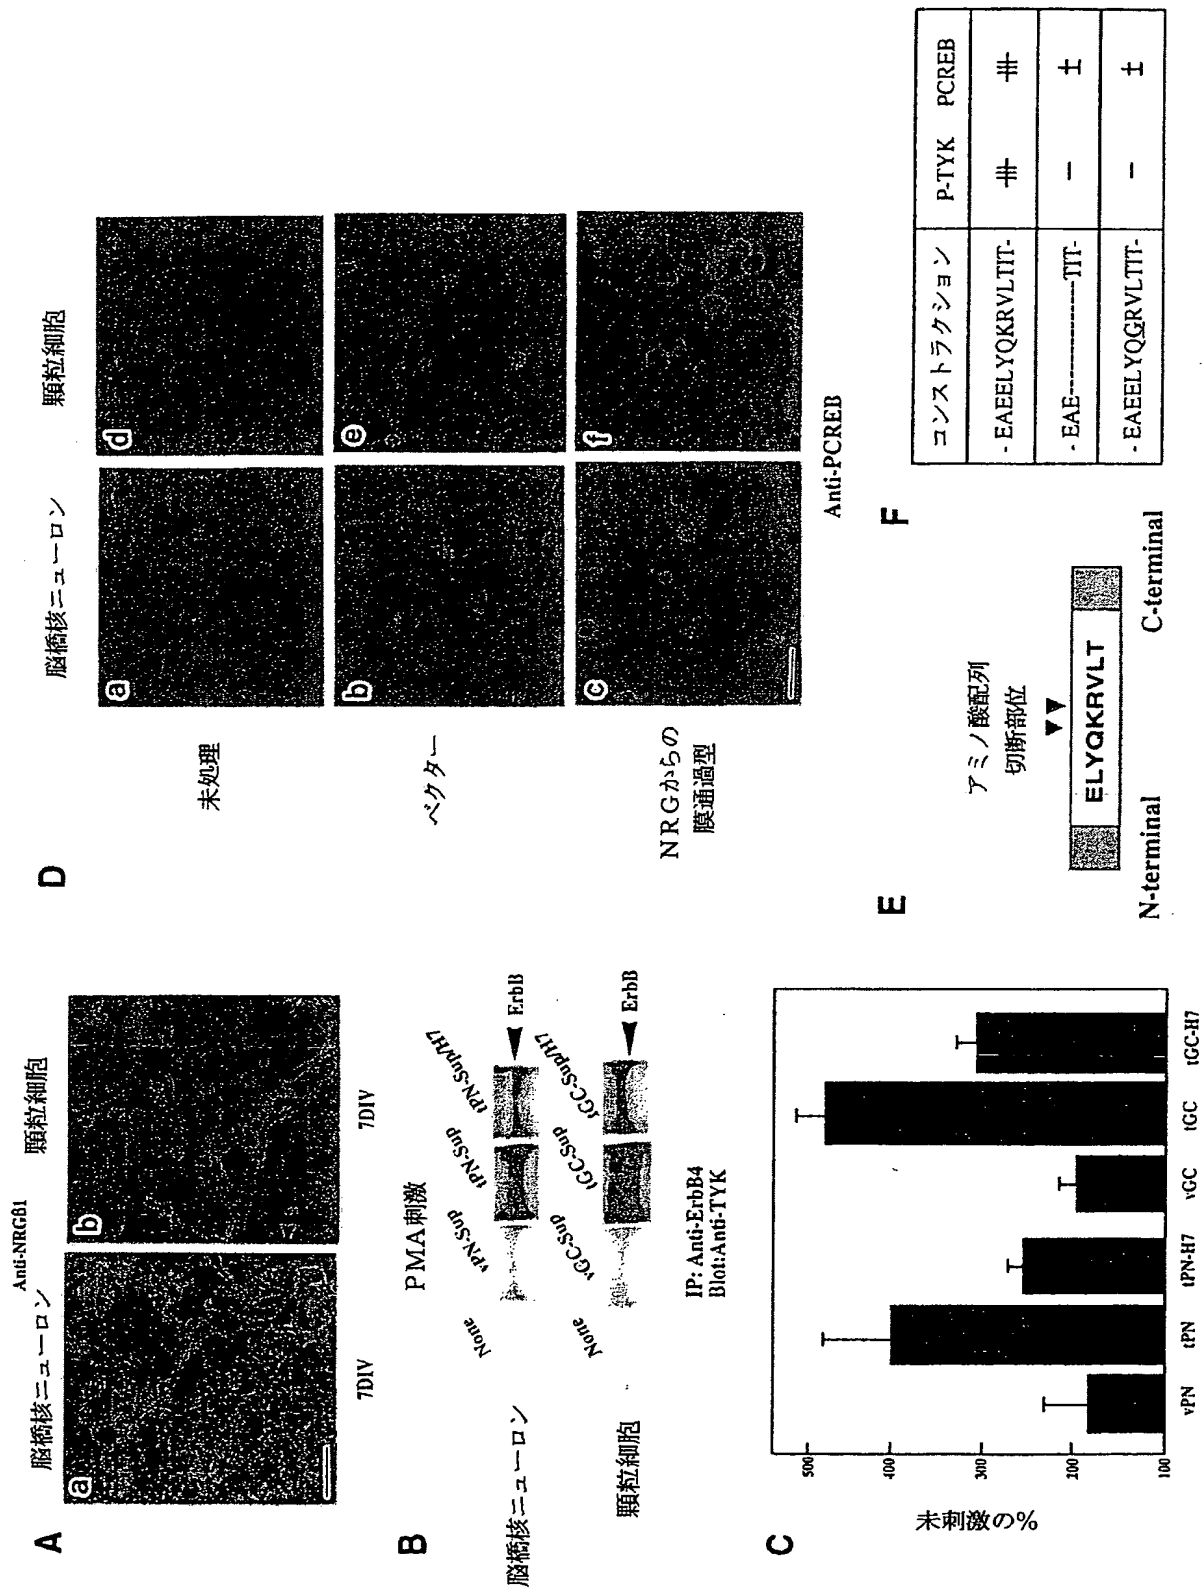 A
Anti-NRGβ1
脳橋核ニューロン
顆粒細胞
a
b
7DIV
7DIV
B
PMA刺激
None
vPN-Sup
tPN-Sup
tPN-Sup/H7
脳橋核ニューロン
ErbB
None
vGC-Sup
tGC-Sup
tGC-Sup/H7
顆粒細胞
ErbB
IP: Anti-ErbB4
Blot:Anti-TYK
C
未刺激の%
500
400
300
200
100
vPN
tPN
tPN-H7
vGC
tGC
tGC-H7
D
脳橋核ニューロン
顆粒細胞
未処理
a
d
ベクター
b
e
NRGからの
膜通過型
c
f
Anti-PCREB
E
アミノ酸配列
切断部位
ELYQKRVLT
N-terminal
C-terminal
F
コンストラクション P-TYK PCREB
- EAEELYQKRVLTIT- ⧻ ⧻
- EAE--------------TIT- − ±
- EAEELYQGRVLTIT- − ±